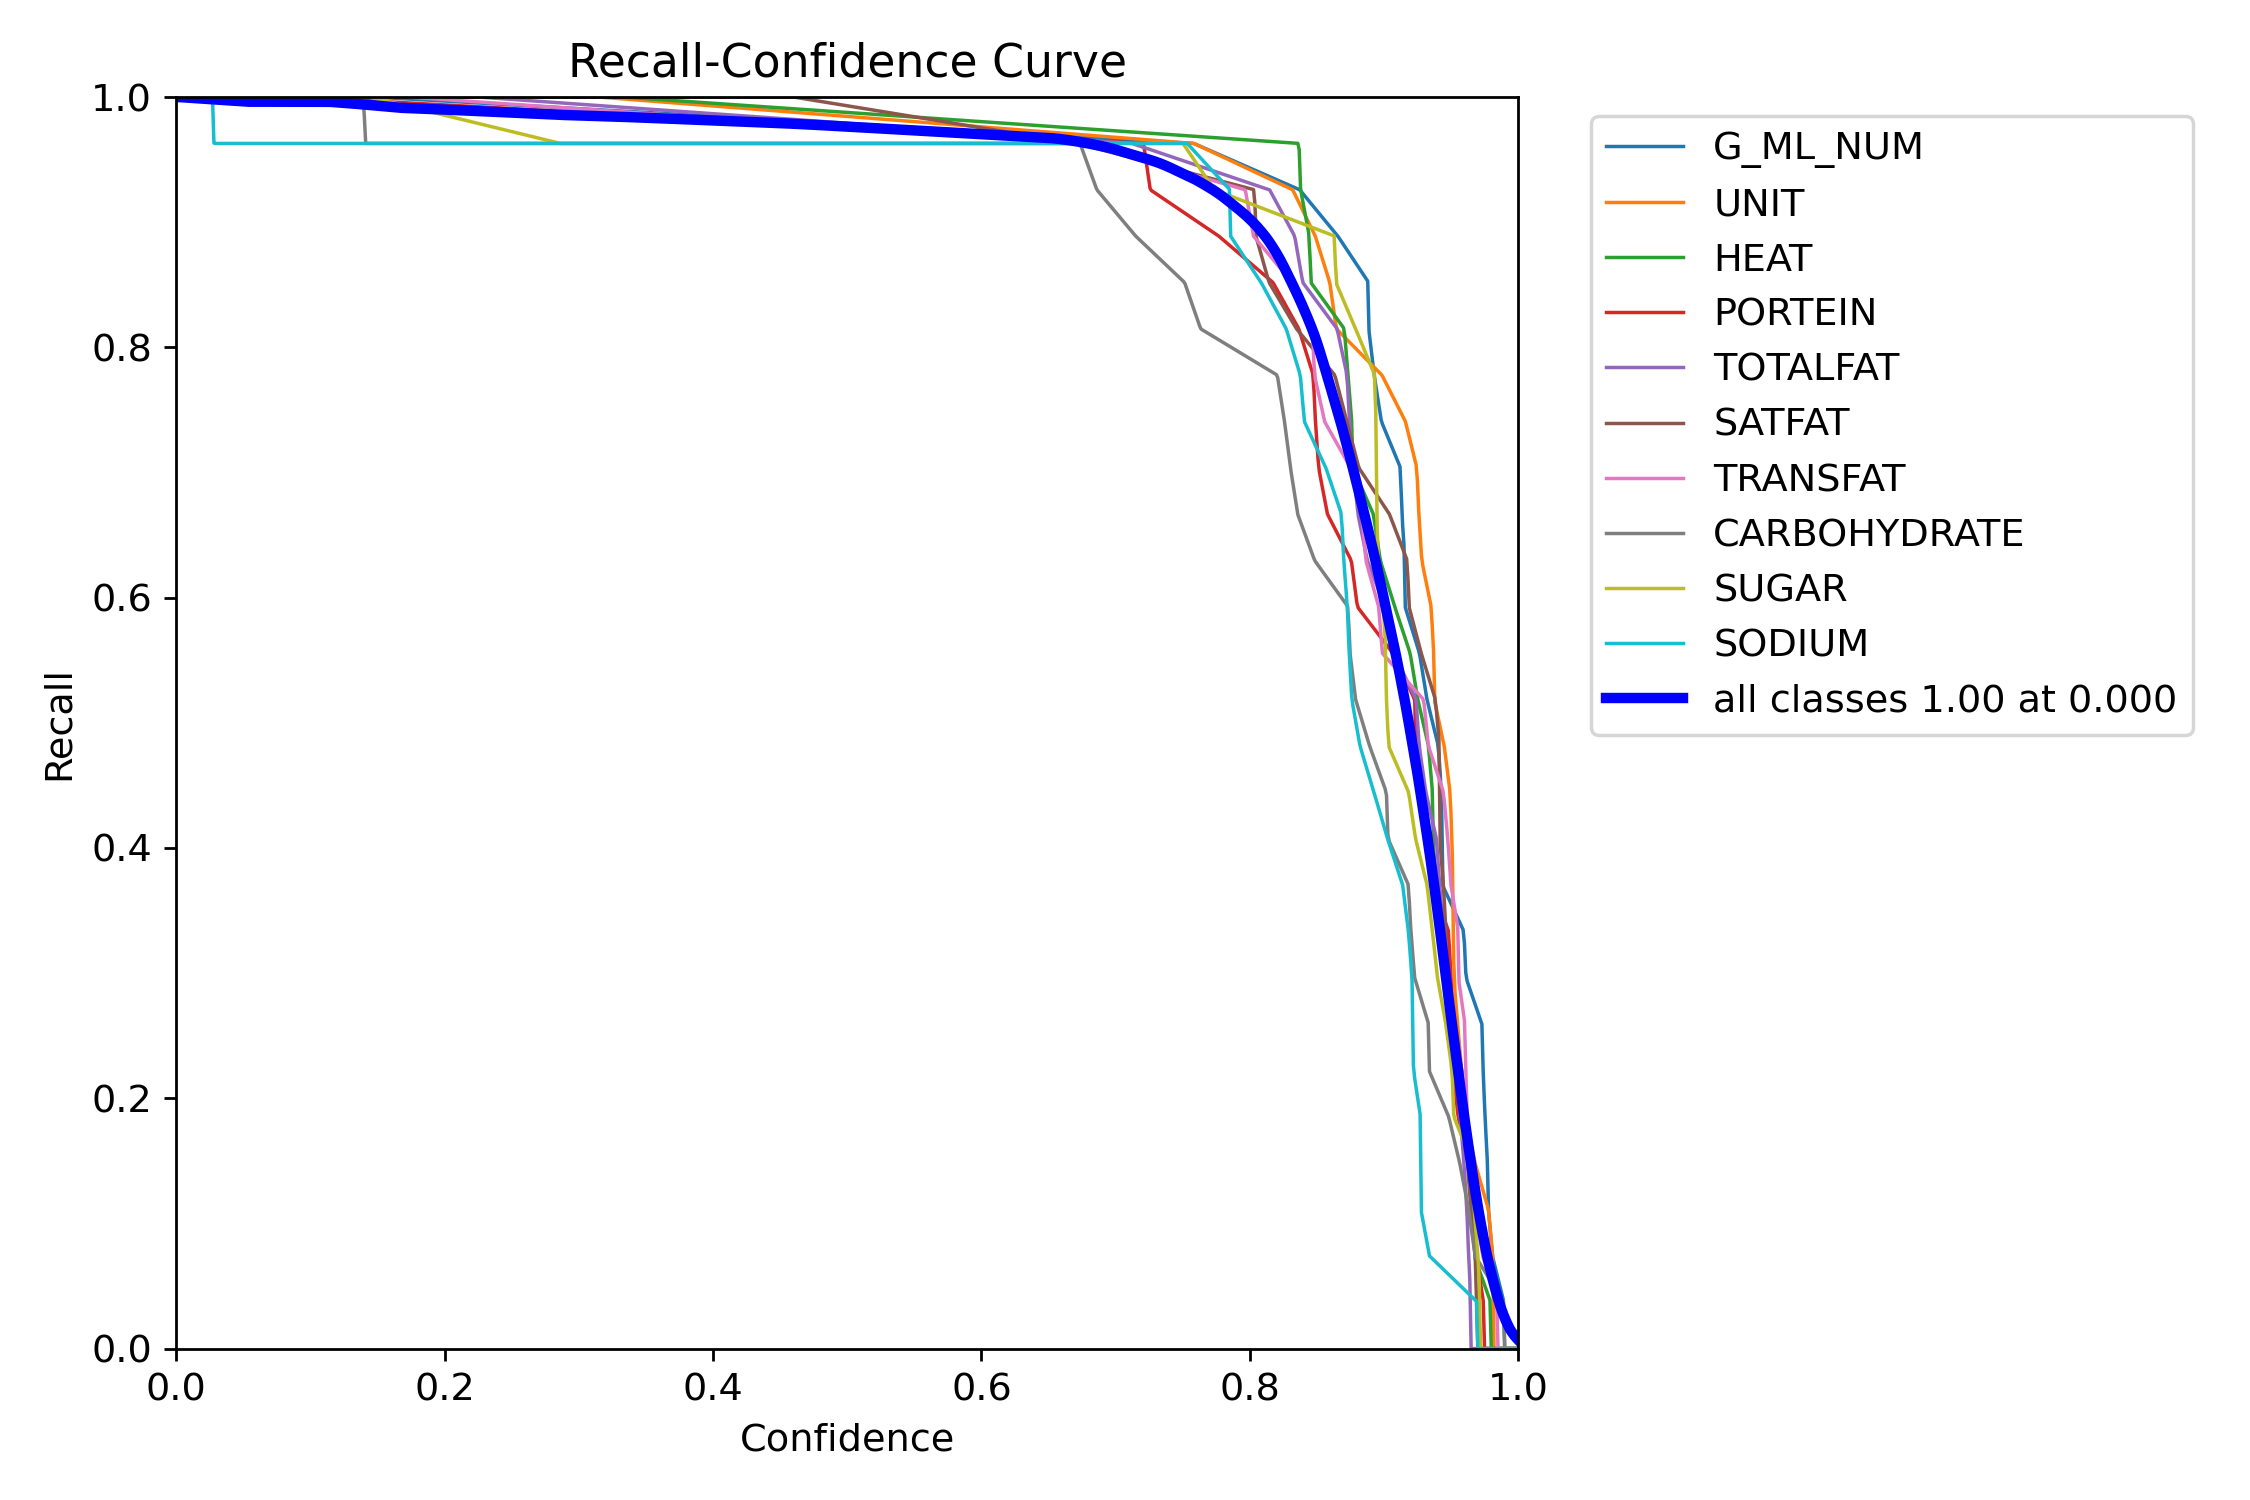 Recall-Confidence Curve
1.0
0.8
0.6
0.4
0.2
0.0
Recall
0.0 0.2 0.4 0.6 0.8 1.0
Confidence
G_ML_NUM
UNIT
HEAT
PORTEIN
TOTALFAT
SATFAT
TRANSFAT
CARBOHYDRATE
SUGAR
SODIUM
all classes 1.00 at 0.000